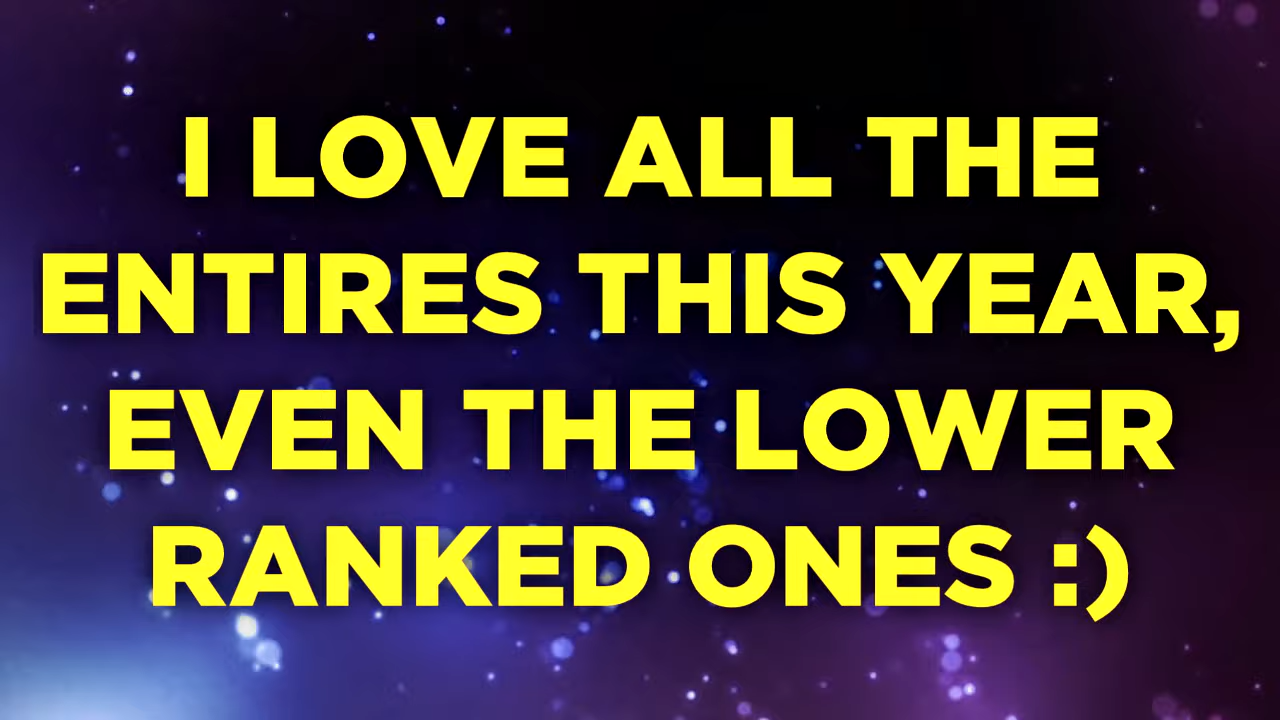 I LOVE ALL THE
ENTIRES THIS YEAR,
EVEN THE LOWER
RANKED ONES :)